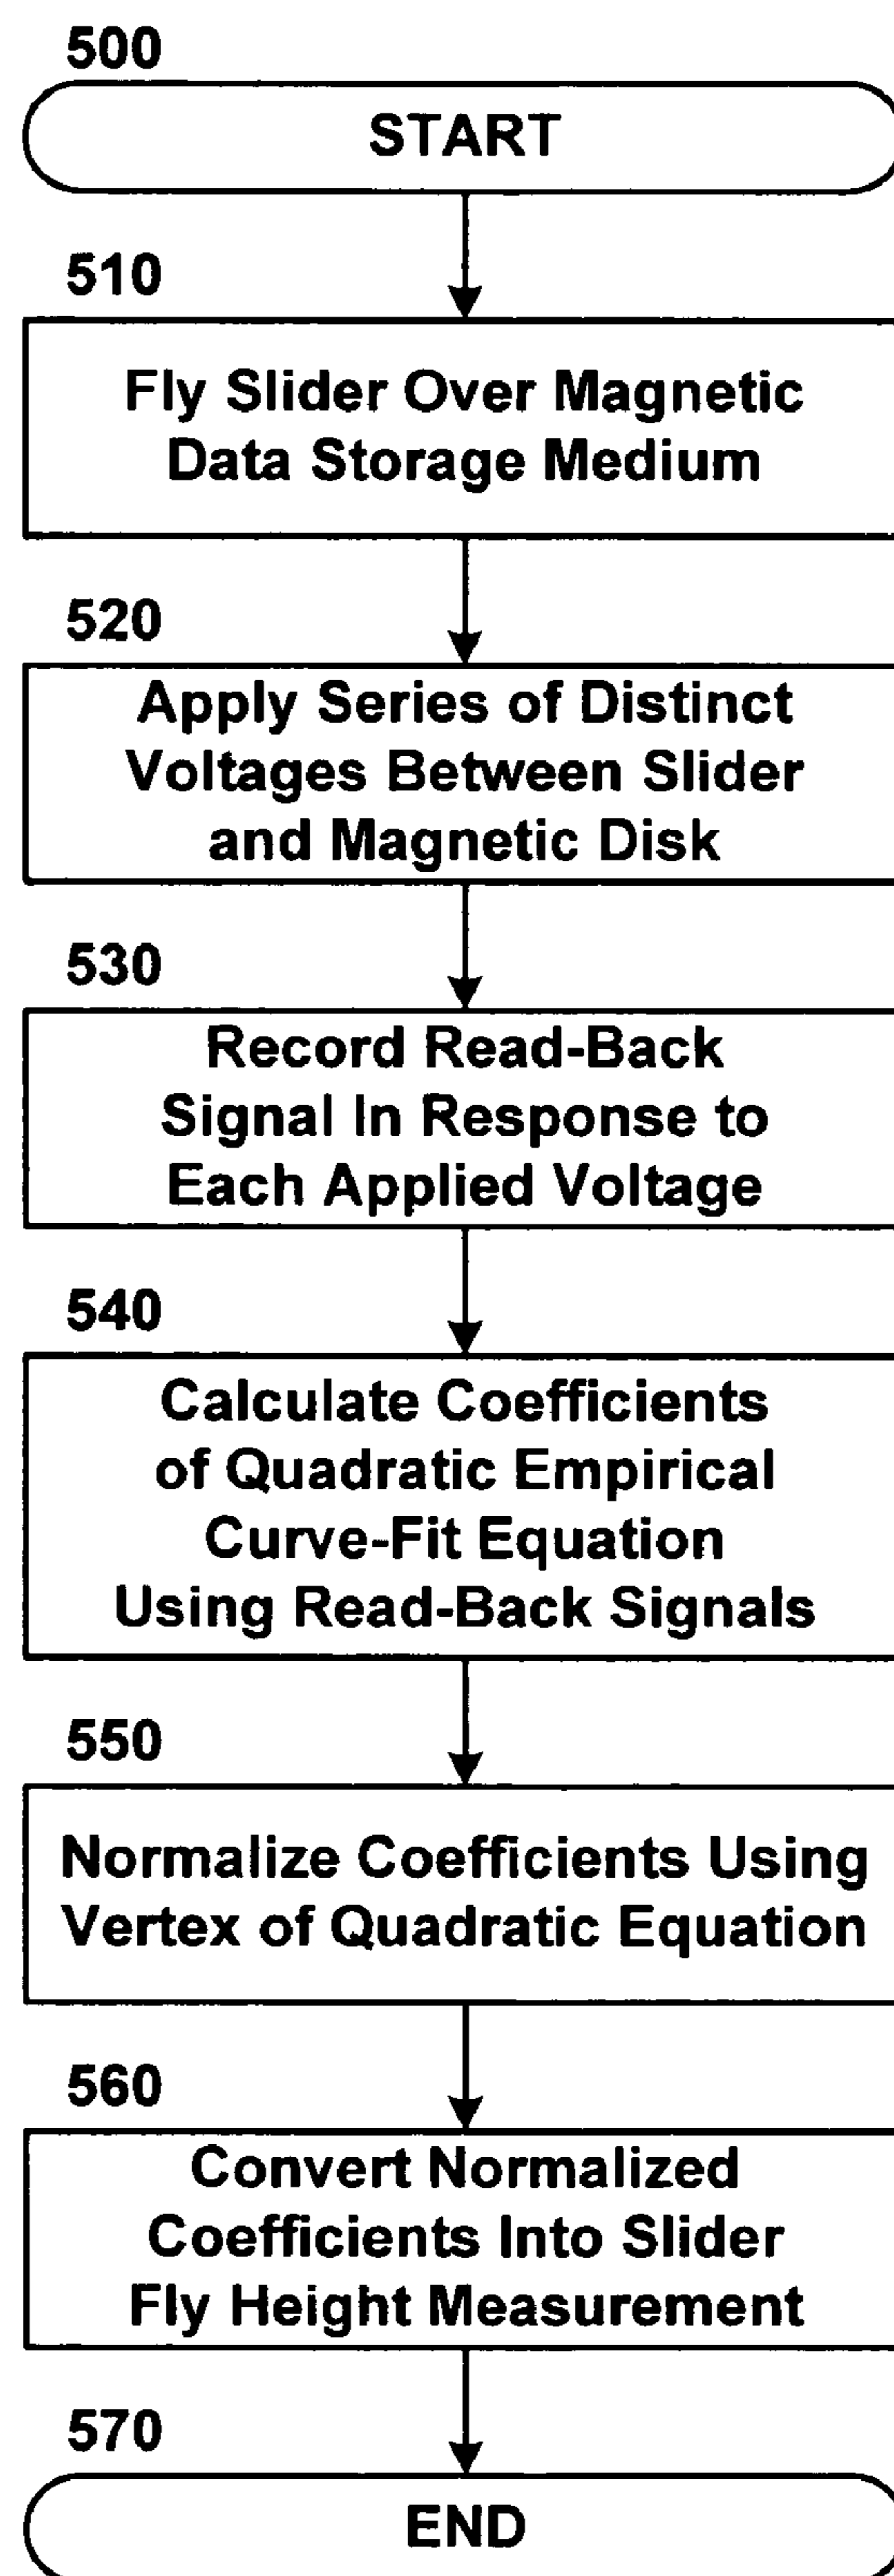 500
START
510
Fly Slider Over Magnetic
Data Storage Medium
520
Apply Series of Distinct
Voltages Between Slider
and Magnetic Disk
530
Record Read-Back
Signal In Response to
Each Applied Voltage
540
Calculate Coefficients
of Quadratic Empirical
Curve-Fit Equation
Using Read-Back Signals
550
Normalize Coefficients Using
Vertex of Quadratic Equation
560
Convert Normalized
Coefficients Into Slider
Fly Height Measurement
570
END